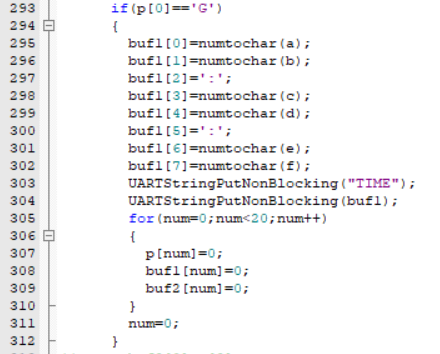 293 if(p[0]=='G')
294 {
295 buf1[0]=numtochar(a);
296 buf1[1]=numtochar(b);
297 buf1[2]=':';
298 buf1[3]=numtochar(c);
299 buf1[4]=numtochar(d);
300 buf1[5]=':';
301 buf1[6]=numtochar(e);
302 buf1[7]=numtochar(f);
303 UARTStringPutNonBlocking("TIME");
304 UARTStringPutNonBlocking(buf1);
305 for(num=0;num<20;num++)
306 {
307 p[num]=0;
308 buf1[num]=0;
309 buf2[num]=0;
310 }
311 num=0;
312 }